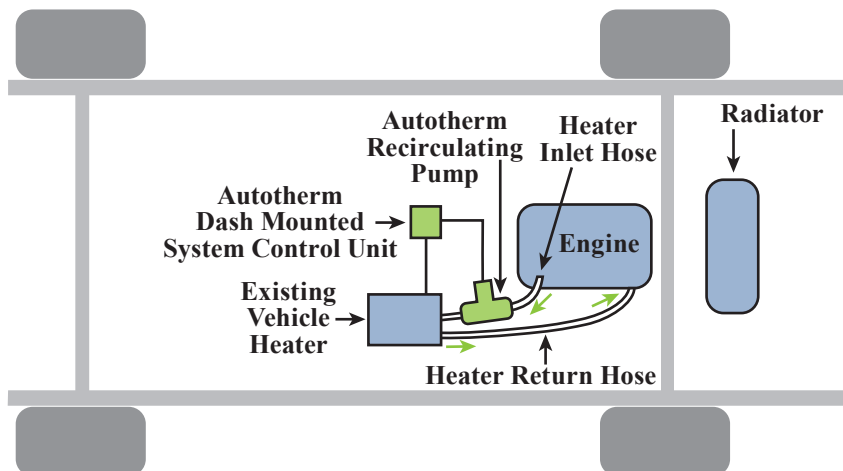 Radiator
Autotherm
Recirculating
Pump
Heater
Inlet Hose
Autotherm
Dash Mounted
System Control Unit
Engine
Existing
Vehicle
Heater
Heater Return Hose